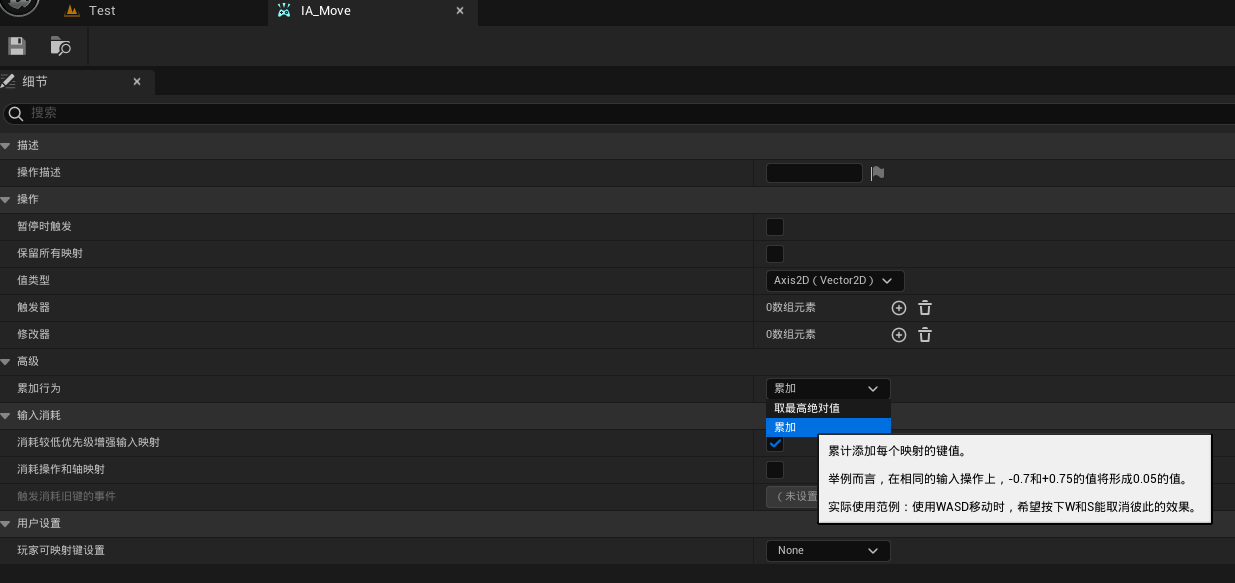 Test
IA_Move
细节
搜索
描述
操作描述
操作
暂停时触发
保留所有映射
值类型
Axis2D（Vector2D）
触发器
0数组元素
修改器
0数组元素
高级
累加行为
累加
取最高绝对值
累加
输入消耗
消耗较低优先级增强输入映射
消耗操作和轴映射
触发消耗旧键的事件
（未设置
累计添加每个映射的键值。
举例而言，在相同的输入操作上，-0.7和+0.75的值将形成0.05的值。
实际使用范例：使用WASD移动时，希望按下W和S能取消彼此的效果。
用户设置
玩家可映射键设置
None